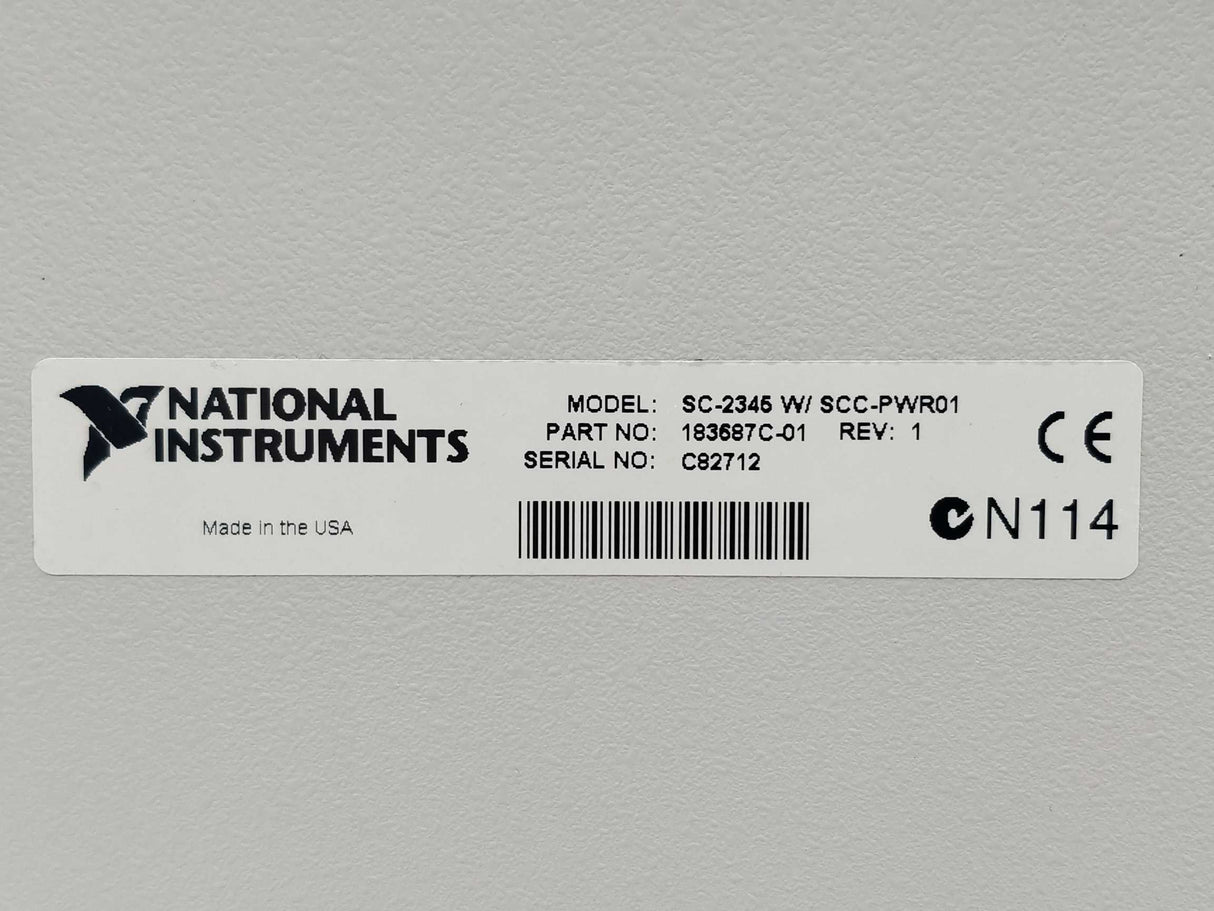 NATIONAL
INSTRUMENTS
Made in the USA
MODEL: SC-2345 W/ SCC-PWR01
PART NO: 183687C-01 REV: 1
SERIAL NO: C82712
CE
N114